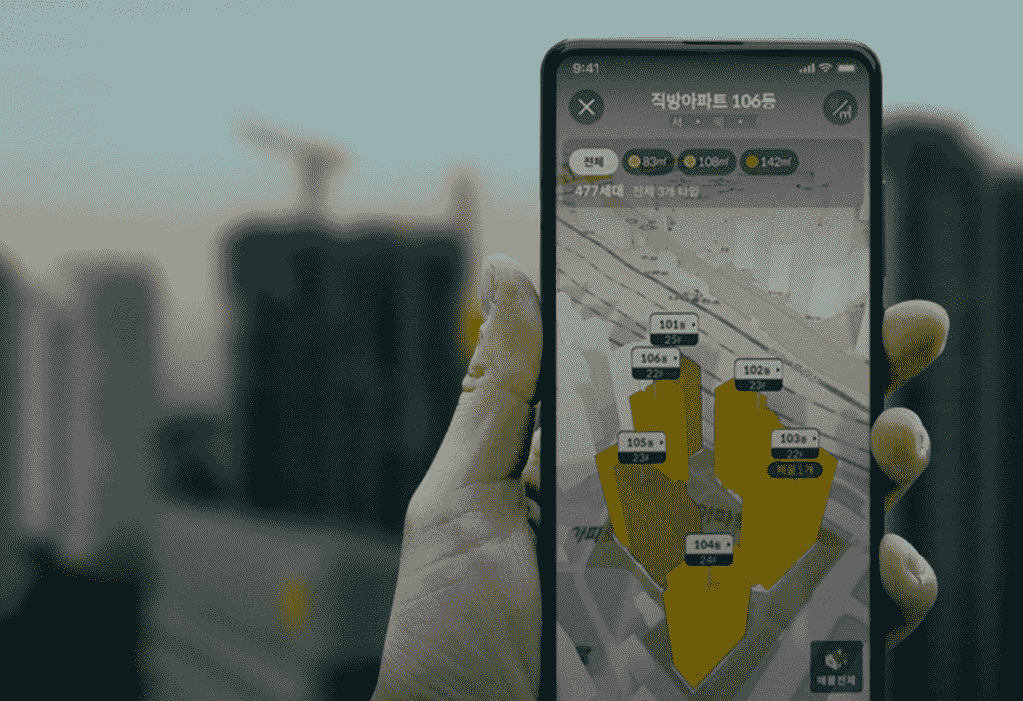 9:41
직방아파트 106동
전체 83㎡ 108㎡ 142㎡
477세대 전체 3개 타입
101동
25F
106동
22F
102동
23F
105동
23F
103동
22F
매물 1개
104동
24F
매물전체